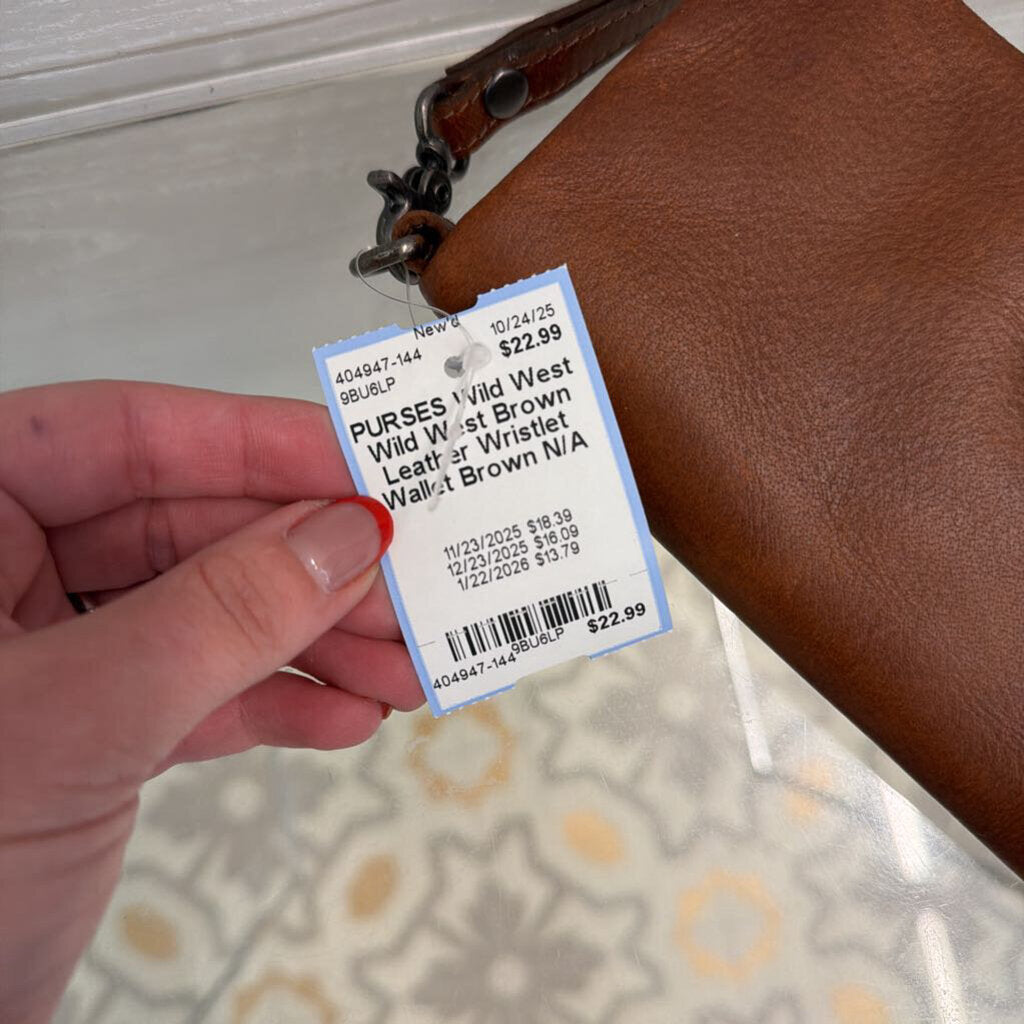 New'd
10/24/25
404947-144
$22.99
9BU6LP
PURSES Wild West
Wild West Brown
Leather Wristlet
Wallet Brown N/A
11/23/2025 $18.39
12/23/2025 $16.09
1/22/2026 $13.79
9BU6LP
$22.99
404947-144